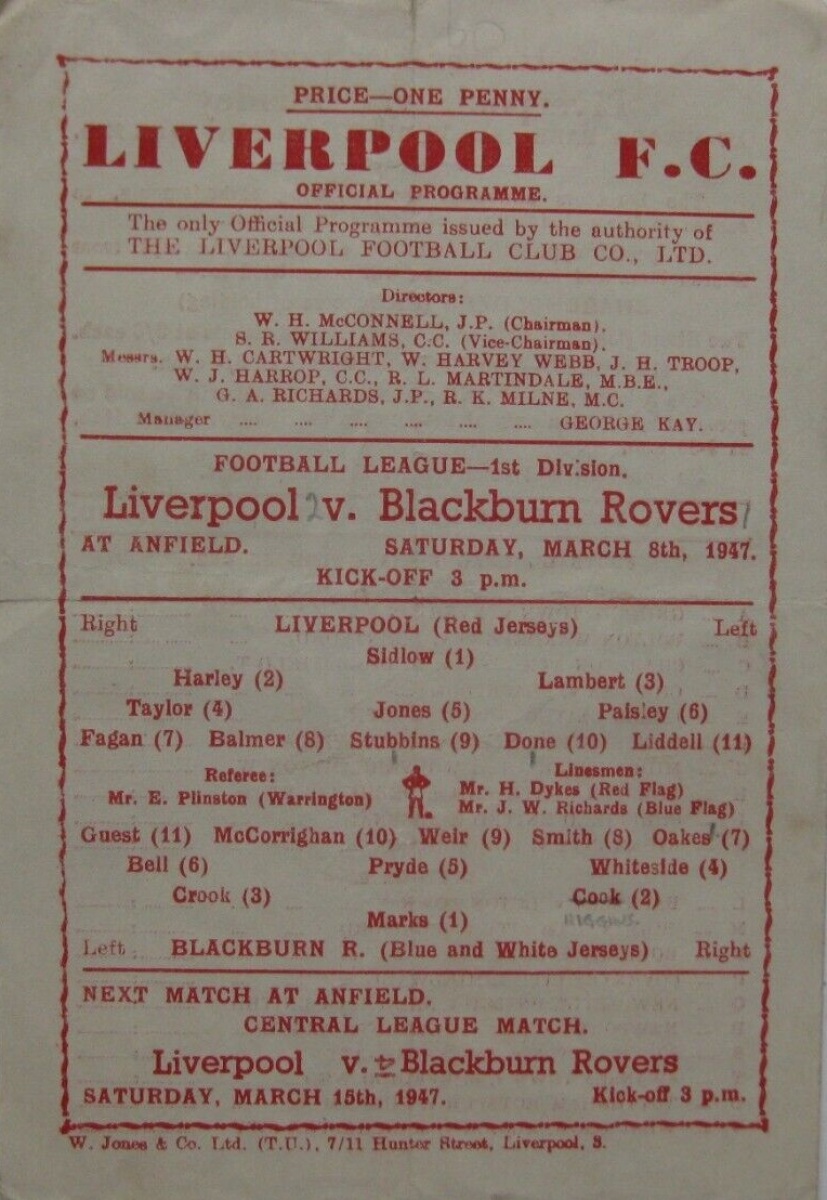 PRICE—ONE PENNY.
LIVERPOOL F.C.
OFFICIAL PROGRAMME.
The only Official Programme issued by the authority of
THE LIVERPOOL FOOTBALL CLUB CO., LTD.
Directors:
W. H. McCONNELL, J.P. (Chairman).
S. R. WILLIAMS, C.C. (Vice-Chairman).
Messrs. W. H. CARTWRIGHT, W. HARVEY WEBB, J. H. TROOP,
W. J. HARROP, C.C., R. L. MARTINDALE, M.B.E.,
G. A. RICHARDS, J.P., R. K. MILNE, M.C.
Manager .... .... .... .... .... .... GEORGE KAY.
FOOTBALL LEAGUE—1st Division.
Liverpool 2 v. Blackburn Rovers 1
AT ANFIELD. SATURDAY, MARCH 8th, 1947.
KICK-OFF 3 p.m.
Right LIVERPOOL (Red Jerseys) Left
Sidlow (1)
Harley (2) Lambert (3)
Taylor (4) Jones (5) Paisley (6)
Fagan (7) Balmer (8) Stubbins (9) Done (10) Liddell (11)
Referee: Linesmen:
Mr. E. Plinston (Warrington) Mr. H. Dykes (Red Flag)
Mr. J. W. Richards (Blue Flag)
Guest (11) McCorrighan (10) Weir (9) Smith (8) Oakes (7)
Bell (6) Pryde (5) Whiteside (4)
Crook (3) Cook (2)
Marks (1) HIGGINS.
Left BLACKBURN R. (Blue and White Jerseys) Right
NEXT MATCH AT ANFIELD.
CENTRAL LEAGUE MATCH.
Liverpool v. Blackburn Rovers
SATURDAY, MARCH 15th, 1947. Kick-off 3 p.m.
W. Jones & Co. Ltd. (T.U.), 7/11 Hunter Street, Liverpool, 3.